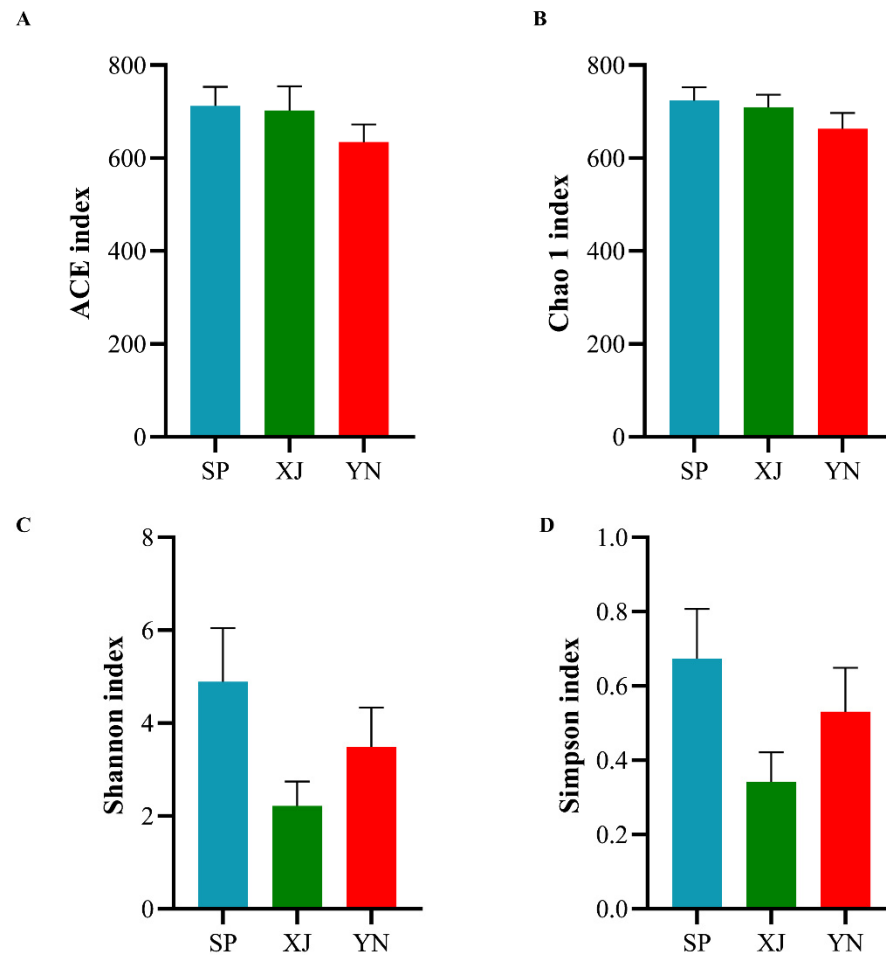 A
ACE index
800
600
400
200
0
SP XJ YN
B
Chao 1 index
800
600
400
200
0
SP XJ YN
C
Shannon index
8
6
4
2
0
SP XJ YN
D
Simpson index
1.0
0.8
0.6
0.4
0.2
0.0
SP XJ YN